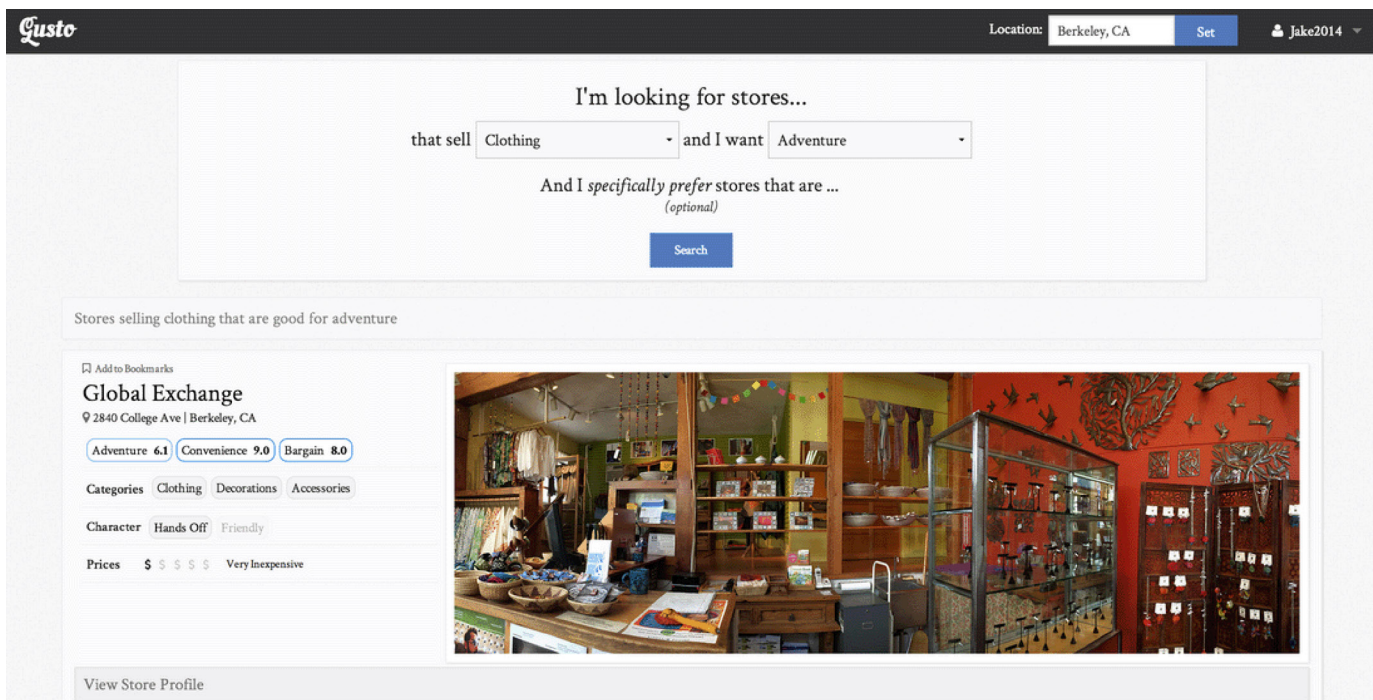 Gusto
Location: Berkeley, CA Set Jake2014
I'm looking for stores...
that sell Clothing and I want Adventure
And I specifically prefer stores that are ...
(optional)
Search
Stores selling clothing that are good for adventure
Add to Bookmarks
Global Exchange
2840 College Ave | Berkeley, CA
Adventure 6.1 Convenience 9.0 Bargain 8.0
Categories Clothing Decorations Accessories
Character Hands Off Friendly
Prices $ $ $ $ $ Very Inexpensive
View Store Profile